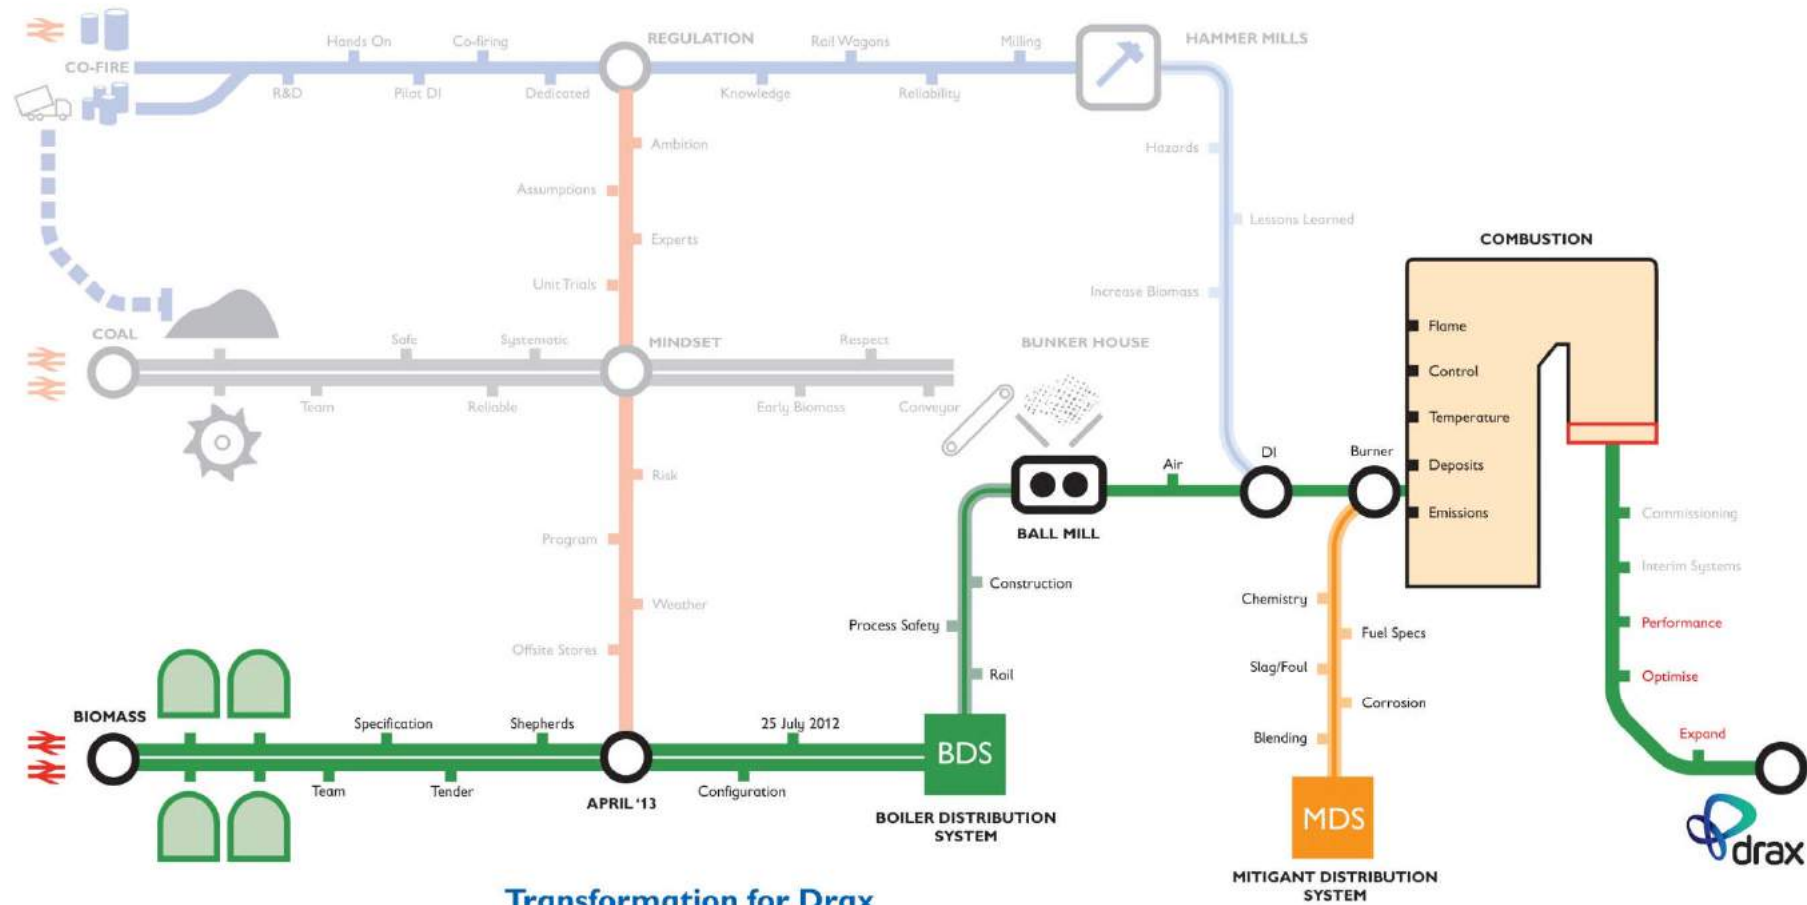 Hands On
Co-firing
REGULATION
Rail Wagons
Milling
HAMMER MILLS
CO-FIRE
R&D
Pilot DI
Dedicated
Knowledge
Reliability
Ambition
Hazards
Assumptions
Lessons Learned
Experts
COMBUSTION
Unit Trials
Increase Biomass
COAL
Safe
Systematic
MINDSET
Respect
BUNKER HOUSE
Flame
Control
Team
Reliable
Early Biomass
Conveyor
Temperature
Air
DI
Burner
Deposits
Risk
Emissions
Commissioning
BALL MILL
Program
Interim Systems
Construction
Chemistry
Weather
Process Safety
Fuel Specs
Performance
Offsite Stores
Rail
Slag/Foul
Optimise
Corrosion
BIOMASS
Specification
Shepherds
25 July 2012
Blending
Expand
BDS
Team
Tender
APRIL '13
Configuration
BOILER DISTRIBUTION
SYSTEM
MDS
drax
MITIGANT DISTRIBUTION
SYSTEM
Transformation for Drax